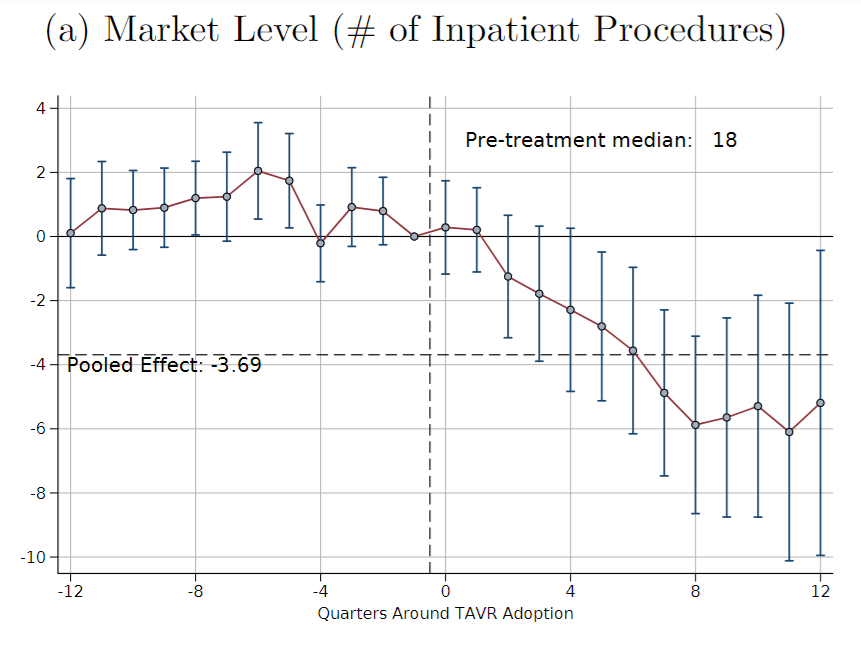 (a) Market Level (# of Inpatient Procedures)
4
Pre-treatment median: 18
2
0
-2
-4
Pooled Effect: -3.69
-6
-8
-10
-12 -8 -4 0 4 8 12
Quarters Around TAVR Adoption